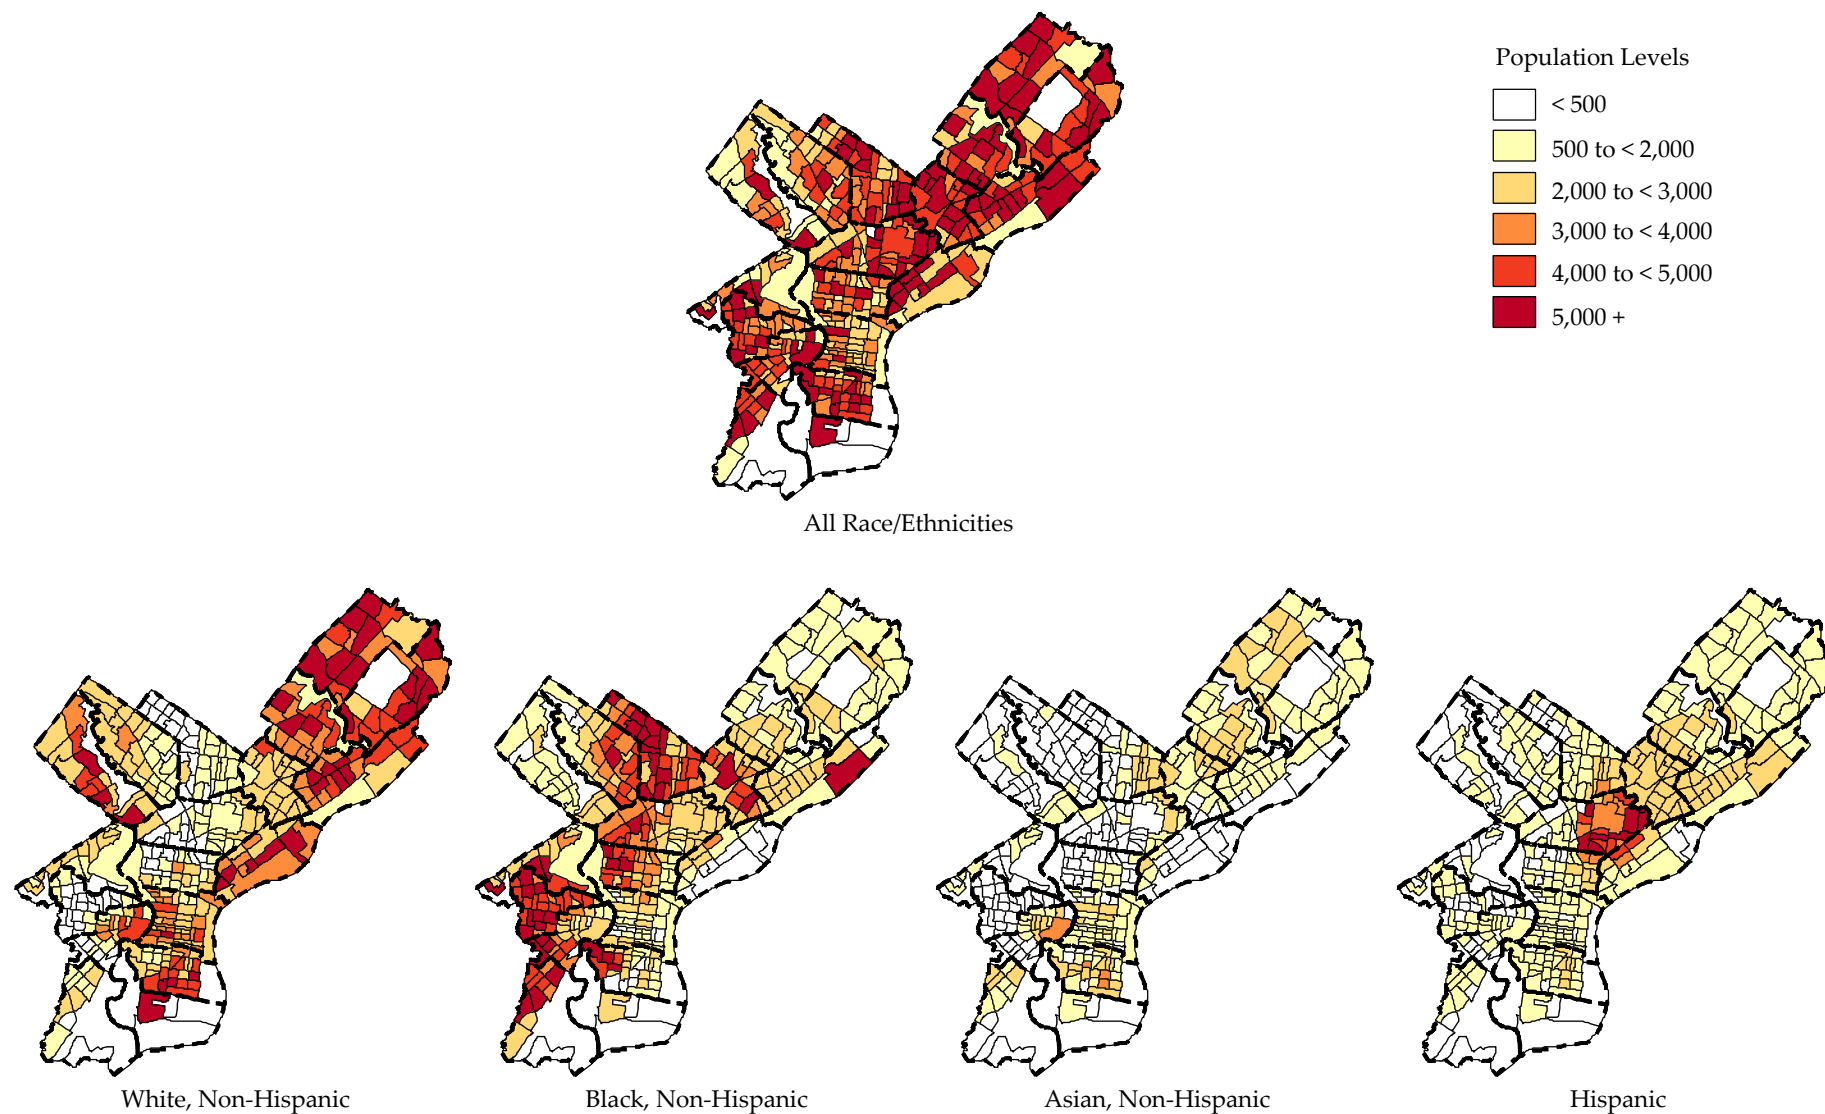 Population Levels
< 500
500 to < 2,000
2,000 to < 3,000
3,000 to < 4,000
4,000 to < 5,000
5,000 +
All Race/Ethnicities
White, Non-Hispanic
Black, Non-Hispanic
Asian, Non-Hispanic
Hispanic